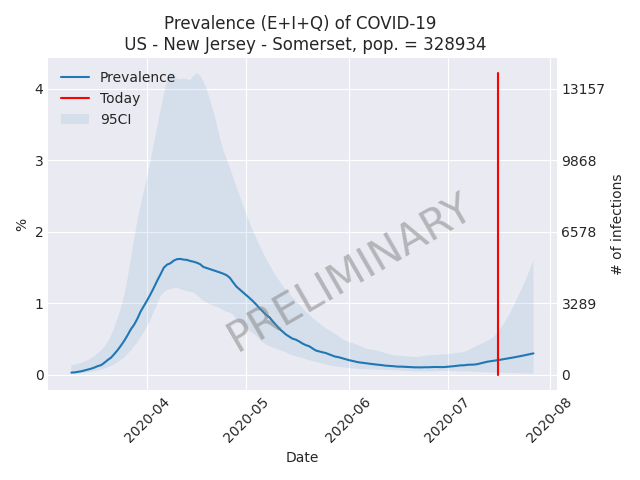 Prevalence (E+I+Q) of COVID-19
US - New Jersey - Somerset, pop. = 328934
Prevalence
Today
95CI
4
3
2
1
0
%
13157
9868
6578
3289
0
# of infections
PRELIMINARY
2020-04
2020-05
2020-06
2020-07
2020-08
Date